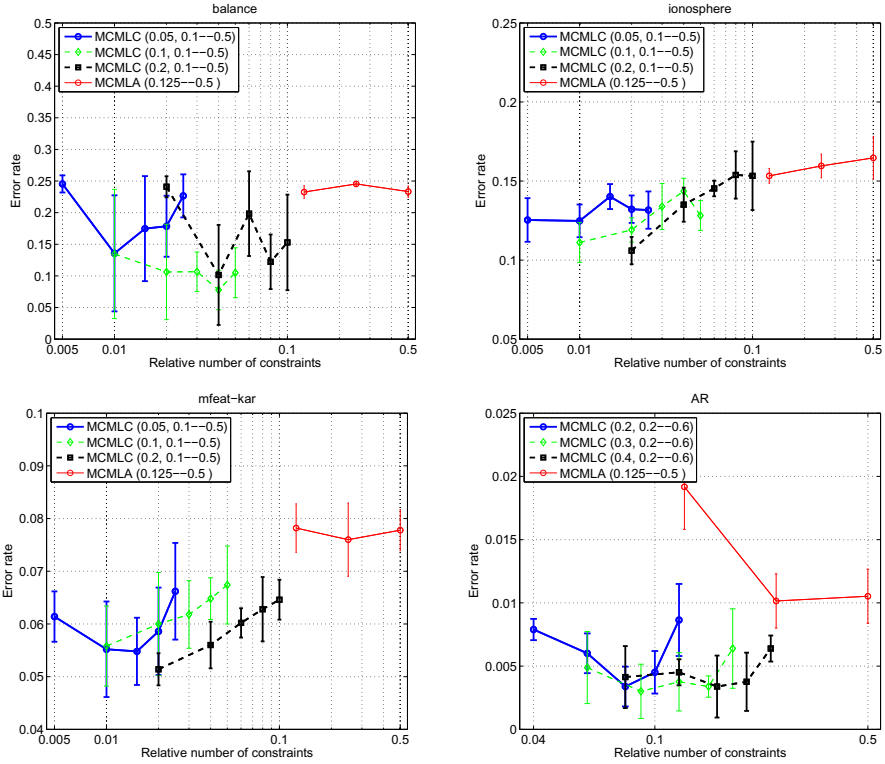 balance
0.5
0.45
0.4
0.35
0.3
0.25
0.2
0.15
0.1
0.05
0
Error rate
MCMLC (0.05, 0.1−−0.5)
MCMLC (0.1, 0.1−−0.5)
MCMLC (0.2, 0.1−−0.5)
MCMLA (0.125−−0.5 )
0.005
0.01
0.1
0.5
Relative number of constraints
ionosphere
0.25
0.2
0.15
0.1
0.05
Error rate
MCMLC (0.05, 0.1−−0.5)
MCMLC (0.1, 0.1−−0.5)
MCMLC (0.2, 0.1−−0.5)
MCMLA (0.125−−0.5 )
0.005
0.01
0.1
0.5
Relative number of constraints
mfeat−kar
0.1
0.09
0.08
0.07
0.06
0.05
0.04
Error rate
MCMLC (0.05, 0.1−−0.5)
MCMLC (0.1, 0.1−−0.5)
MCMLC (0.2, 0.1−−0.5)
MCMLA (0.125−−0.5 )
0.005
0.01
0.1
0.5
Relative number of constraints
AR
0.025
0.02
0.015
0.01
0.005
0
Error rate
MCMLC (0.2, 0.2−−0.6)
MCMLC (0.3, 0.2−−0.6)
MCMLC (0.4, 0.2−−0.6)
MCMLA (0.125−−0.5 )
0.04
0.1
0.5
Relative number of constraints